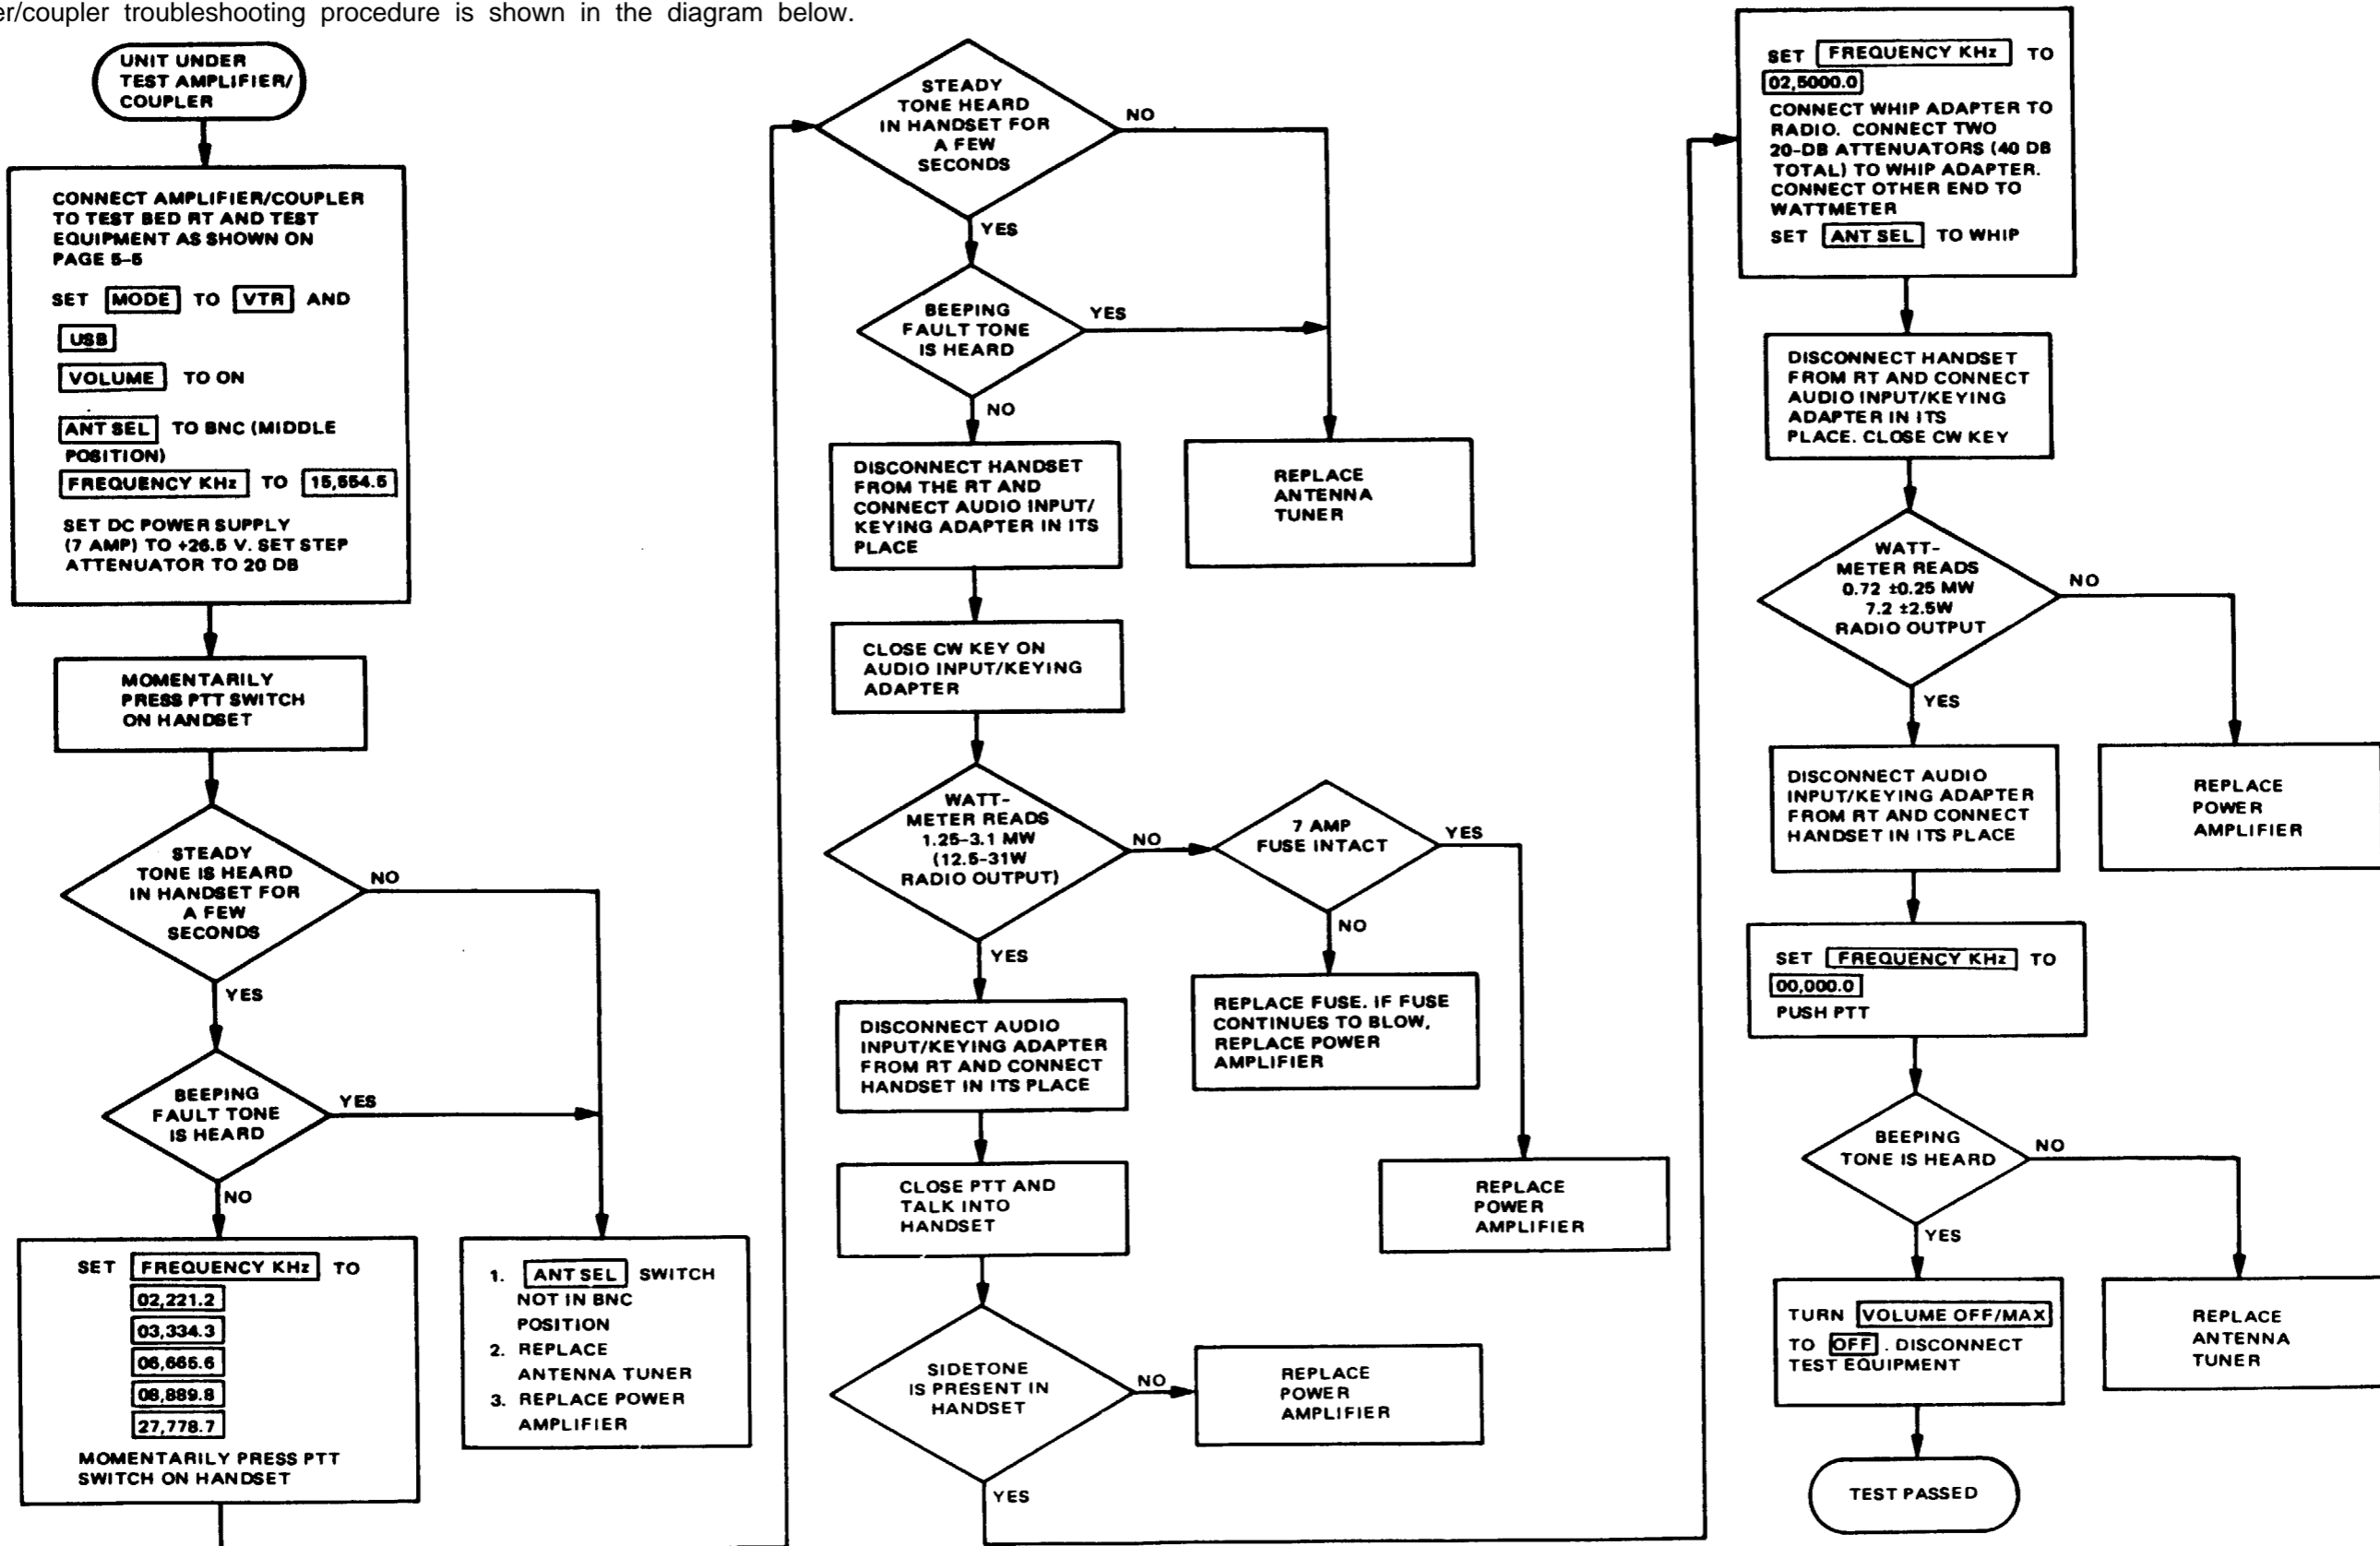 er/coupler troubleshooting procedure is shown in the diagram below.
UNIT UNDER
TEST AMPLIFIER/
COUPLER
CONNECT AMPLIFIER/COUPLER
TO TEST BED RT AND TEST
EQUIPMENT AS SHOWN ON
PAGE 5-5
SET MODE TO VTR AND
USB
VOLUME TO ON
ANT SEL TO BNC (MIDDLE
POSITION)
FREQUENCY KHz TO 15,554.5
SET DC POWER SUPPLY
(7 AMP) TO +26.5 V. SET STEP
ATTENUATOR TO 20 DB
MOMENTARILY
PRESS PTT SWITCH
ON HANDSET
STEADY
TONE IS HEARD
IN HANDSET FOR
A FEW
SECONDS
NO
YES
BEEPING
FAULT TONE
IS HEARD
YES
NO
SET FREQUENCY KHz TO
02,221.2
03,334.3
06,665.6
08,889.8
27,778.7
MOMENTARILY PRESS PTT
SWITCH ON HANDSET
1. ANT SEL SWITCH
NOT IN BNC
POSITION
2. REPLACE
ANTENNA TUNER
3. REPLACE POWER
AMPLIFIER
STEADY
TONE HEARD
IN HANDSET FOR
A FEW
SECONDS
NO
YES
BEEPING
FAULT TONE
IS HEARD
YES
NO
DISCONNECT HANDSET
FROM THE RT AND
CONNECT AUDIO INPUT/
KEYING ADAPTER IN ITS
PLACE
REPLACE
ANTENNA
TUNER
CLOSE CW KEY ON
AUDIO INPUT/KEYING
ADAPTER
WATT-
METER READS
1.25-3.1 MW
(12.5-31W
RADIO OUTPUT)
NO
YES
7 AMP
FUSE INTACT
YES
NO
REPLACE FUSE. IF FUSE
CONTINUES TO BLOW,
REPLACE POWER
AMPLIFIER
REPLACE
POWER
AMPLIFIER
DISCONNECT AUDIO
INPUT/KEYING ADAPTER
FROM RT AND CONNECT
HANDSET IN ITS PLACE
CLOSE PTT AND
TALK INTO
HANDSET
SIDETONE
IS PRESENT IN
HANDSET
NO
REPLACE
POWER
AMPLIFIER
YES
SET FREQUENCY KHz TO
02,5000.0
CONNECT WHIP ADAPTER TO
RADIO. CONNECT TWO
20-DB ATTENUATORS (40 DB
TOTAL) TO WHIP ADAPTER.
CONNECT OTHER END TO
WATTMETER
SET ANT SEL TO WHIP
DISCONNECT HANDSET
FROM RT AND CONNECT
AUDIO INPUT/KEYING
ADAPTER IN ITS
PLACE. CLOSE CW KEY
WATT-
METER READS
0.72 ±0.25 MW
7.2 ±2.5W
RADIO OUTPUT
NO
YES
REPLACE
POWER
AMPLIFIER
DISCONNECT AUDIO
INPUT/KEYING ADAPTER
FROM RT AND CONNECT
HANDSET IN ITS PLACE
SET FREQUENCY KHz TO
00,000.0
PUSH PTT
BEEPING
TONE IS HEARD
NO
YES
REPLACE
ANTENNA
TUNER
TURN VOLUME OFF/MAX
TO OFF . DISCONNECT
TEST EQUIPMENT
TEST PASSED